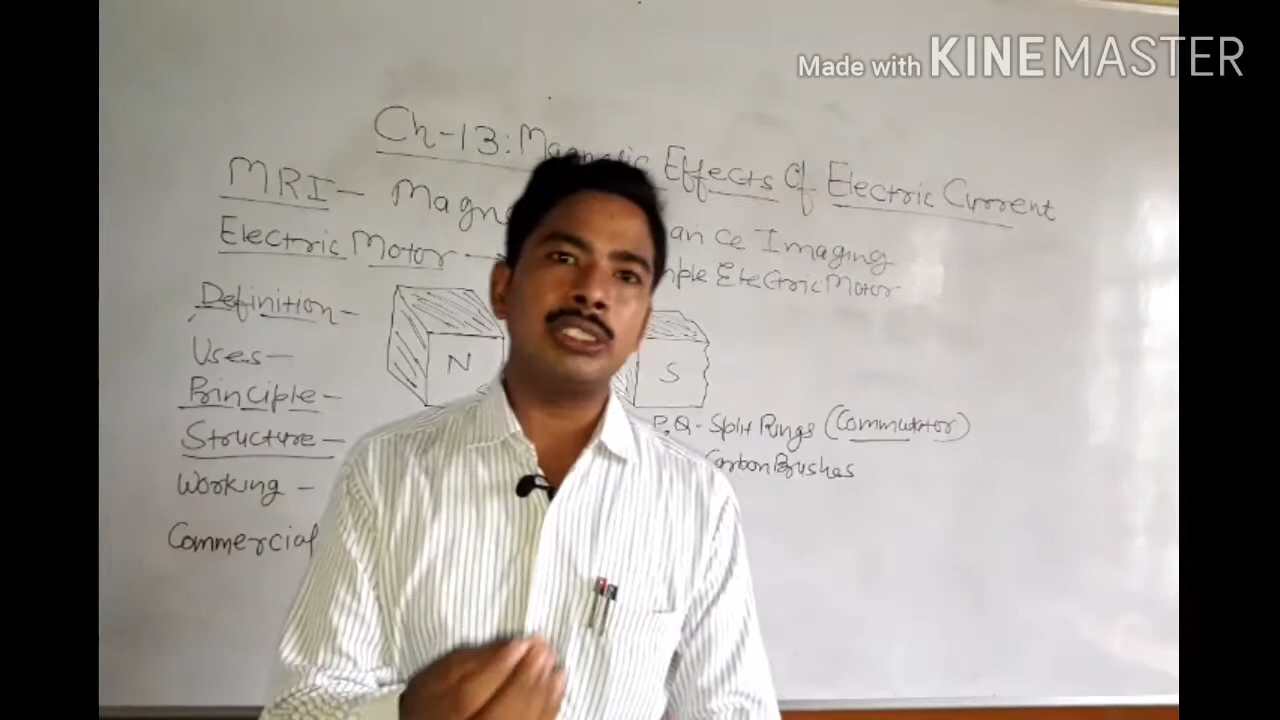 Made with KINEMASTER
Ch-13: Magnetic Effects Of Electric Current
MRI - Magn ance Imaging
Electric Motor → mple Electric Motor
Definition -
Uses -
Principle -
Structure -
Working -
Commercial
N
S
P,Q - Split Rings (Commutator)
Carbon Brushes